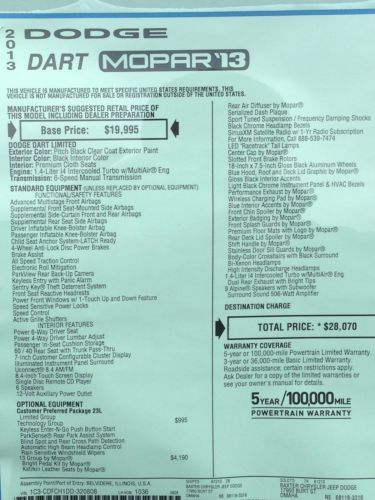 2013
DODGE
DART MOPAR '13
THIS VEHICLE IS MANUFACTURED TO MEET SPECIFIC UNITED STATES REQUIREMENTS. THIS
VEHICLE IS NOT MANUFACTURED FOR SALE OR REGISTRATION OUTSIDE OF THE UNITED STATES.
MANUFACTURER'S SUGGESTED RETAIL PRICE OF
THIS MODEL INCLUDING DEALER PREPARATION
Base Price: $19,995
DODGE DART LIMITED
Exterior Color: Pitch Black Clear Coat Exterior Paint
Interior Color: Black Interior Color
Interior: Premium Cloth Seats
Engine: 1.4-Liter I4 Intercooled Turbo w/MultiAir® Eng
Transmission: 6-Speed Manual Transmission
STANDARD EQUIPMENT (UNLESS REPLACED BY OPTIONAL EQUIPMENT)
FUNCTIONAL/SAFETY FEATURES
Advanced Multistage Front Airbags
Supplemental Front Seat-Mounted Side Airbags
Supplemental Side-Curtain Front and Rear Airbags
Supplemental Rear Seat Side Airbags
Driver Inflatable Knee-Bolster Airbag
Passenger Inflatable Knee-Bolster Airbag
Child Seat Anchor System-LATCH Ready
4-Wheel Anti-Lock Disc Power Brakes
Brake Assist
All Speed Traction Control
Electronic Roll Mitigation
ParkView Rear Back-Up Camera
Keyless Entry with Panic Alarm
Sentry Key® Theft Deterrent System
Front Seat Reactive Headrests
Power Front Windows w/ 1-Touch Up and Down Feature
Speed Sensitive Power Locks
Speed Control
Active Grille Shutters
INTERIOR FEATURES
Power 6-Way Driver Seat
Power 4-Way Driver Lumbar Adjust
Passenger In-Seat Cushion Storage
60 / 40 Rear Seat with Trunk Pass-Thru
7-Inch Customer Configurable Cluster Display
Illuminated Instrument Panel Surround
Uconnect® 8.4 AM/FM
8.4-Inch Touch Screen Display
Single Disc Remote CD Player
6 Speakers
12-Volt Auxiliary Power Outlet
OPTIONAL EQUIPMENT
Customer Preferred Package 23L
Limited Group
Technology Group $995
Keyless Enter-N-Go Push Button Start
ParkSense Rear Park Assist System
Blind Spot and Rear Cross Path Detection
Automatic High Beam Headlamp Control
Rain Sensitive Windshield Wipers
13 Group by Mopar® $4,190
Bright Pedal Kit by Mopar®
Katzkin Leather Seats by Mopar®
Rear Air Diffuser by Mopar®
Serialized Dash Plaque
Sport Tuned Suspension / Frequency Damping Shocks
Black Chrome Headlamp Bezels
SiriusXM Satellite Radio w/ 1-Yr Radio Subscription
For More Information, Call 888-539-7474
LED 'Racetrack' Tail Lamps
Center Cap by Mopar®
Slotted Front Brake Rotors
18-inch x 7.5-Inch Gloss Black Aluminum Wheels
Blue Hood, Roof and Deck Lid Graphic by Mopar®
Gloss Black Interior Accents
Light Black Chrome Instrument Panel & HVAC Bezels
Performance Exhaust by Mopar®
Wireless Charging Pad by Mopar®
Blue Interior Accents by Mopar®
Front Chin Spoiler by Mopar®
Exterior Badging by Mopar®
Front Splash Guards by Mopar®
Premium Floor Mats with Logo by Mopar®
Rear Deck Lid Spoiler by Mopar®
Shift Handle by Mopar®
Stainless Door Sill Guards by Mopar®
Body-Color Crosshairs with Black Surround
Bi-Xenon Headlamps
High Intensity Discharge Headlamps
1.4-Liter I4 Intercooled Turbo w/MultiAir® Eng
Dual Rear Exhaust with Bright Tips
9 Alpine® Speakers with Subwoofer
Surround Sound 506-Watt Amplifier
DESTINATION CHARGE
TOTAL PRICE: * $28,070
WARRANTY COVERAGE
5-year or 100,000-mile Powertrain Limited Warranty.
3-year or 36,000-mile Basic Limited Warranty.
Roadside assistance, certain restrictions apply.
Ask Dealer for a copy of the limited warranties or
see your owner's manual for details.
5 YEAR/100,000 MILE
POWERTRAIN WARRANTY
Assembly Point/Port of Entry: BELVIDERE, ILLINOIS, U.S.A.
BAXTER CHRYSLER JEEP DODGE
17950 BURT ST
OMAHA
BAXTER CHRYSLER JEEP DODGE
17950 BURT ST
OMAHA NE 68118-2316